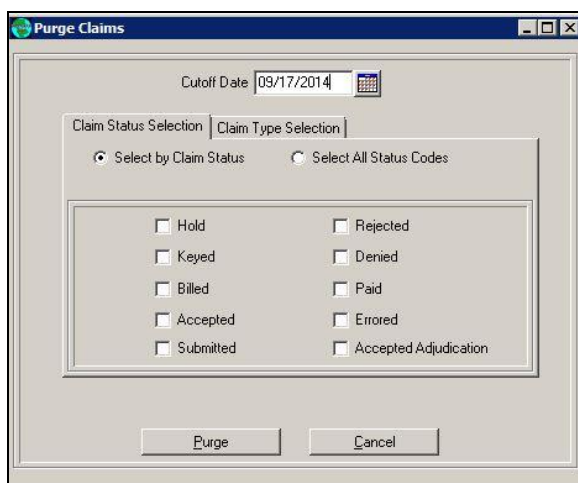 Purge Claims
Cutoff Date 09/17/2014
Claim Status Selection Claim Type Selection
Select by Claim Status Select All Status Codes
Hold Rejected
Keyed Denied
Billed Paid
Accepted Errored
Submitted Accepted Adjudication
Purge Cancel